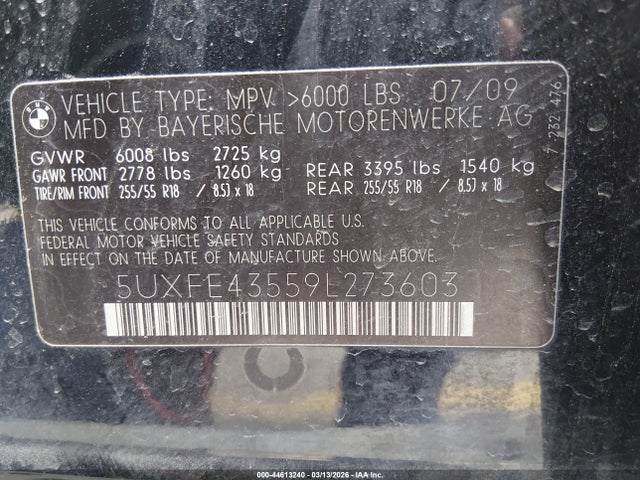 BMW
VEHICLE TYPE: MPV >6000 LBS 07/09
MFD BY BAYERISCHE MOTORENWERKE AG
7 232 476
GVWR 6008 lbs 2725 kg
GAWR FRONT 2778 lbs 1260 kg REAR 3395 lbs 1540 kg
TIRE/RIM FRONT 255/55 R18 / 8.5J x 18 REAR 255/55 R18 / 8.5J x 18
THIS VEHICLE CONFORMS TO ALL APPLICABLE U.S.
FEDERAL MOTOR VEHICLE SAFETY STANDARDS
IN EFFECT ON THE DATE OF MANUFACTURE SHOWN ABOVE.
5UXFE43559L273603
000-44613240 - 03/13/2026 - IAAI.COM